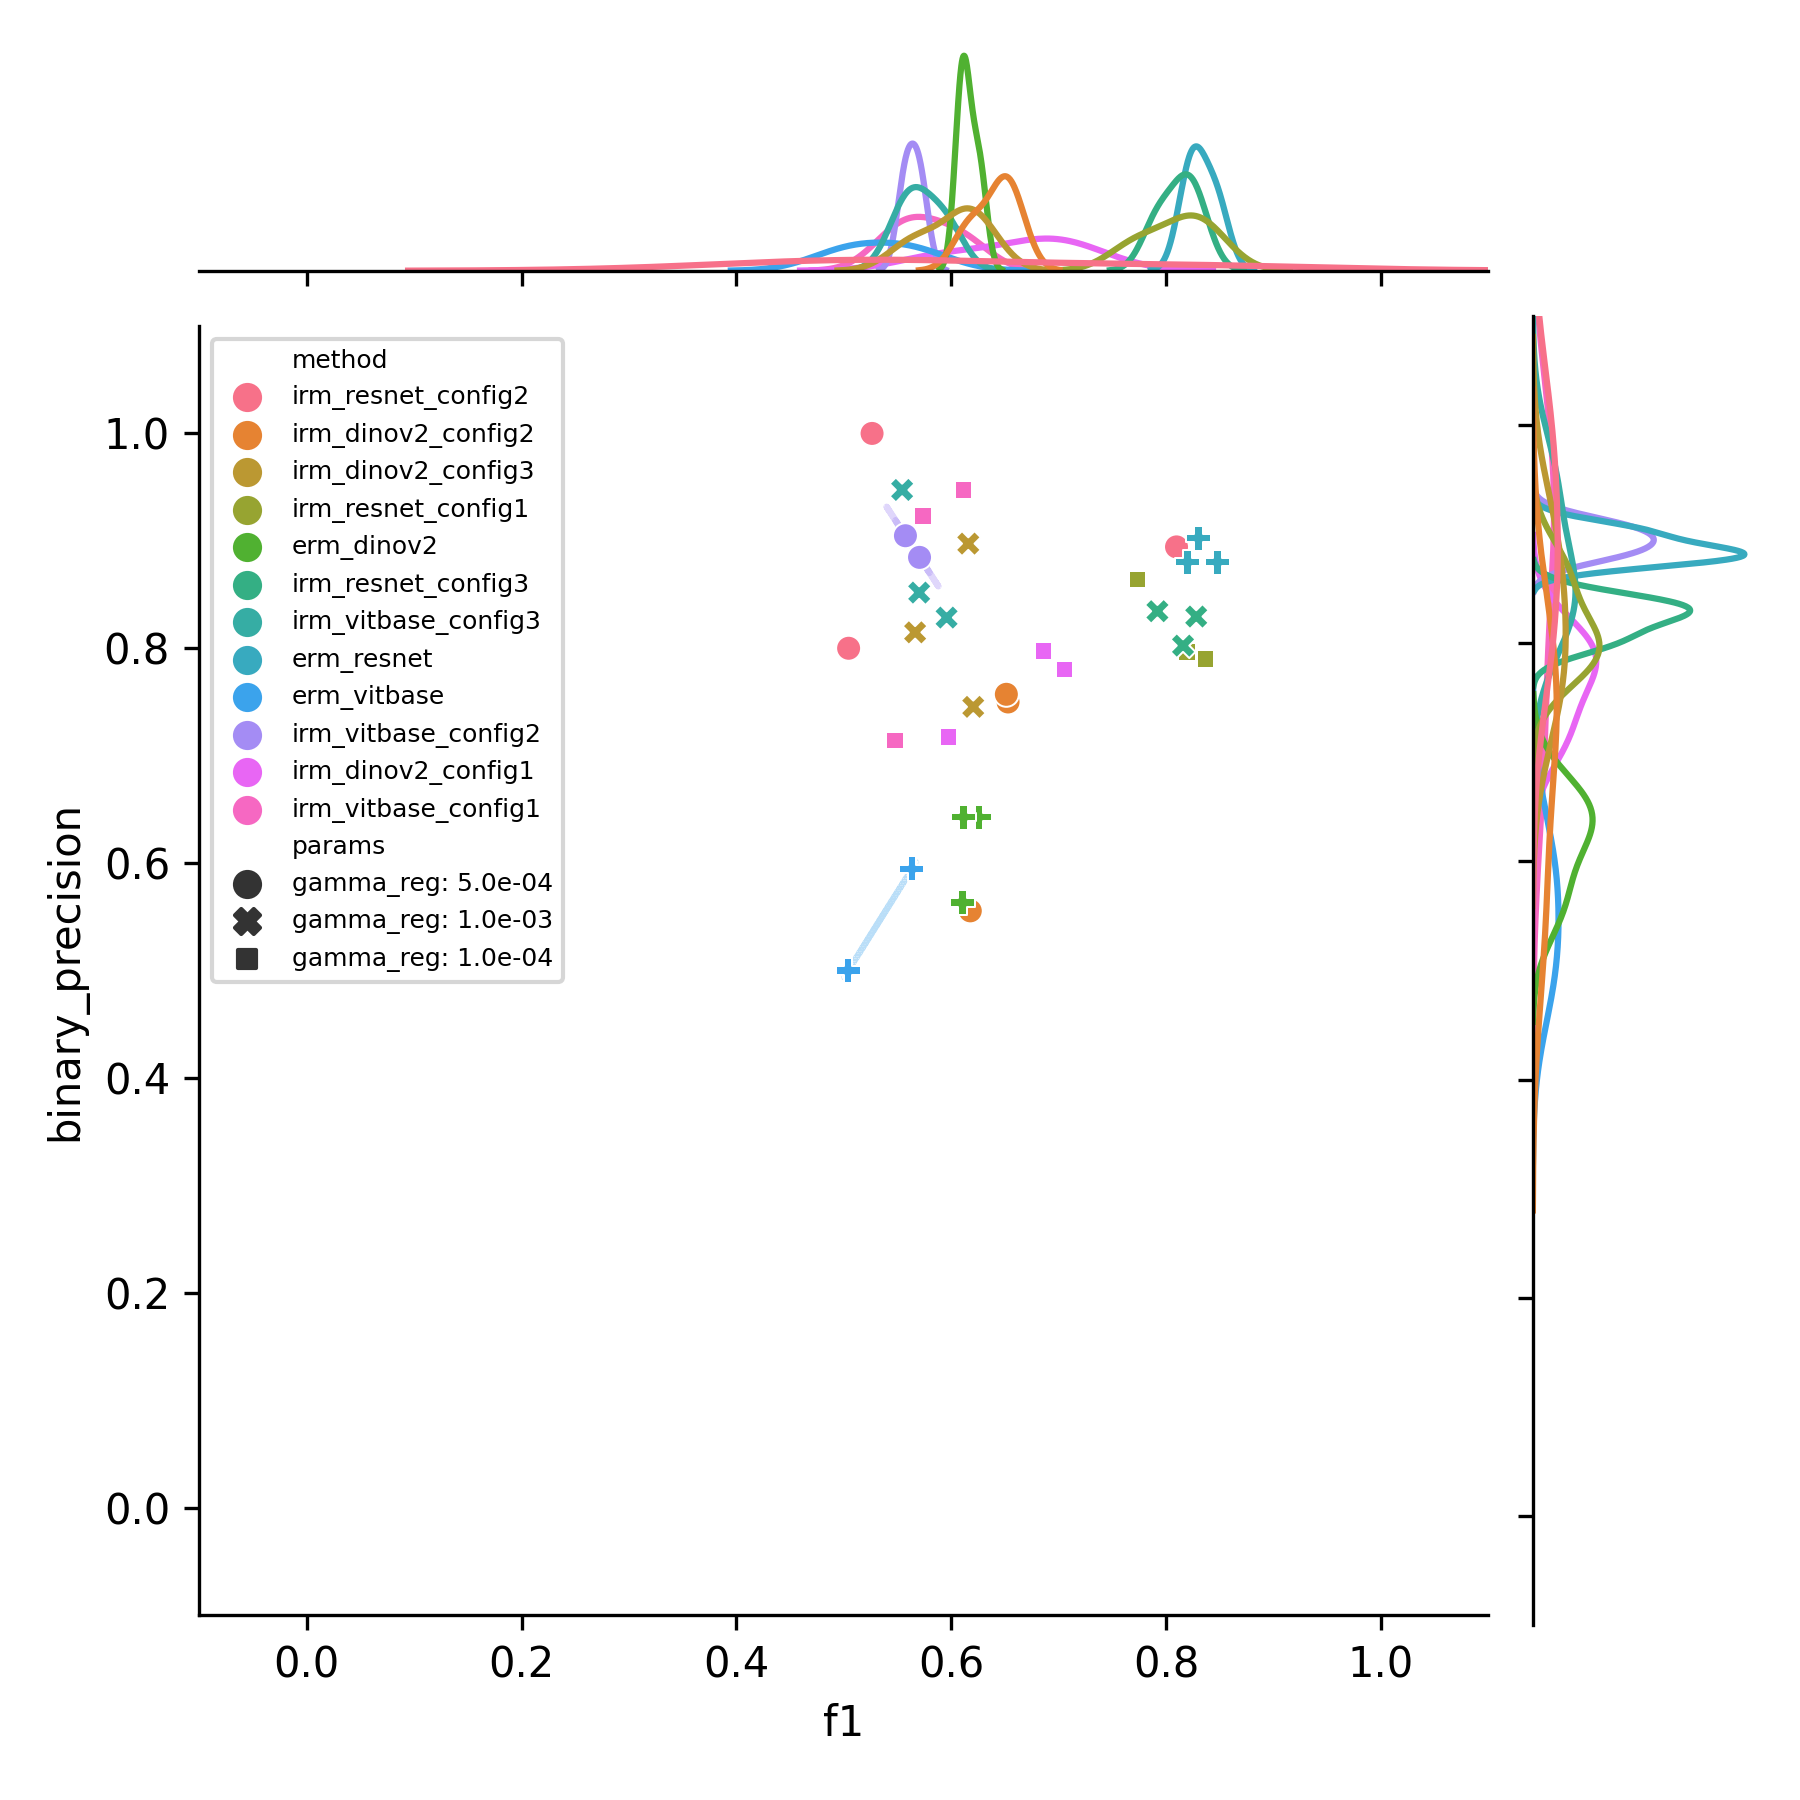 method
irm_resnet_config2
irm_dinov2_config2
irm_dinov2_config3
irm_resnet_config1
erm_dinov2
irm_resnet_config3
irm_vitbase_config3
erm_resnet
erm_vitbase
irm_vitbase_config2
irm_dinov2_config1
irm_vitbase_config1
params
gamma_reg: 5.0e-04
gamma_reg: 1.0e-03
gamma_reg: 1.0e-04
binary_precision
1.0
0.8
0.6
0.4
0.2
0.0
0.0 0.2 0.4 0.6 0.8 1.0
f1